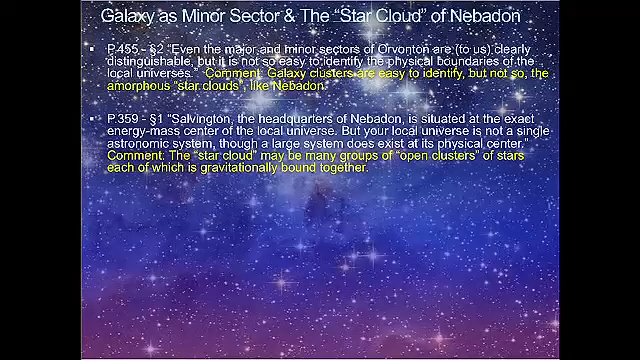 Galaxy as Minor Sector & The “Star Cloud” of Nebadon
P.455 - §2 “Even the major and minor sectors of Orvonton are (to us) clearly
distinguishable, but it is not so easy to identify the physical boundaries of the
local universes.” Comment: Galaxy clusters are easy to identify, but not so, the
amorphous “star clouds”, like Nebadon.
P.359 - §1 “Salvington, the headquarters of Nebadon, is situated at the exact
energy-mass center of the local universe. But your local universe is not a single
astronomic system, though a large system does exist at its physical center.”
Comment: The “star cloud” may be many groups of “open clusters” of stars
each of which is gravitationally bound together.